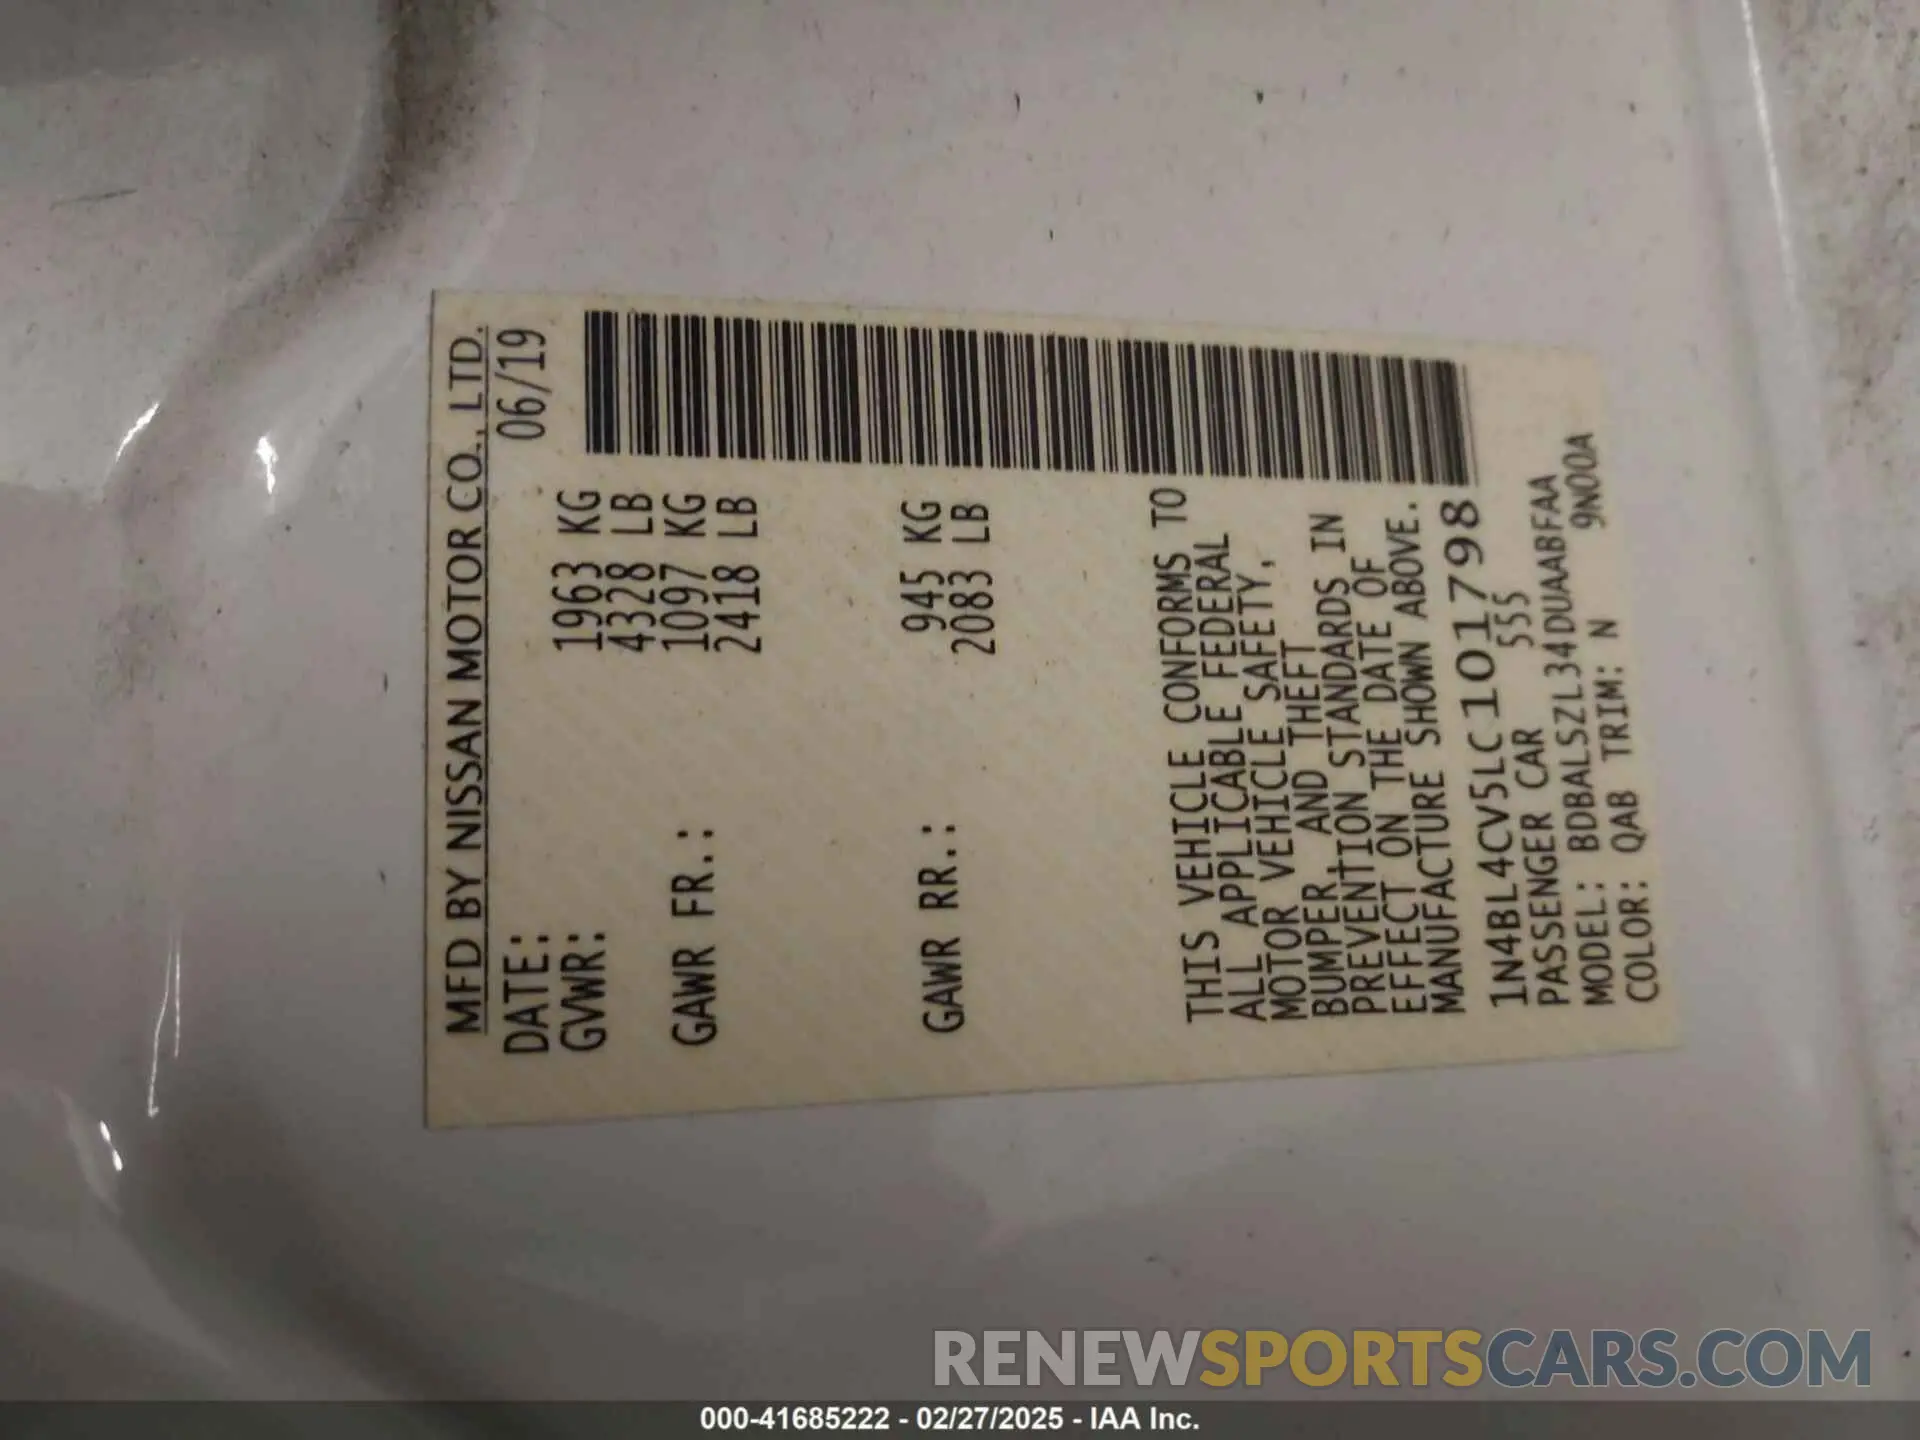 MFD BY NISSAN MOTOR CO., LTD.
DATE: 06/19
GVWR: 1963 KG
4328 LB
GAWR FR.: 1097 KG
2418 LB
GAWR RR.: 945 KG
2083 LB
THIS VEHICLE CONFORMS TO
ALL APPLICABLE FEDERAL
MOTOR VEHICLE SAFETY,
BUMPER, AND THEFT
PREVENTION STANDARDS IN
EFFECT ON THE DATE OF
MANUFACTURE SHOWN ABOVE.
1N4BL4CV5LC101798
PASSENGER CAR 555
MODEL: BDBALSZL34DUAABFAA
COLOR: QAB TRIM: N 9N00A
RENEWSPORTSCARS.COM
000-41685222 - 02/27/2025 - IAA Inc.